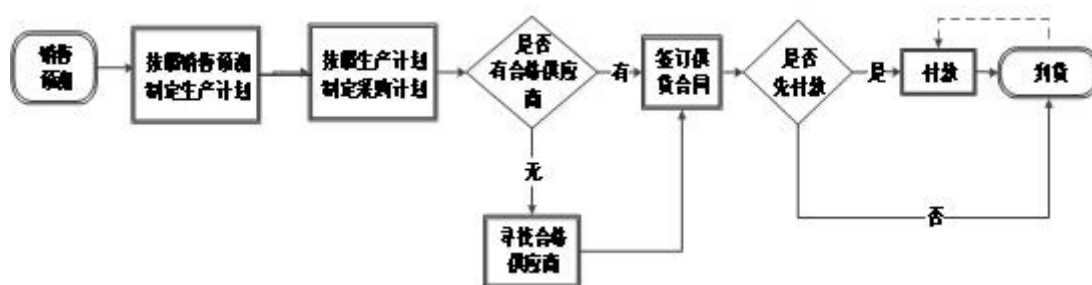 销售
预测
按照销售预测
制定生产计划
按照生产计划
制定采购计划
是否
有合格供应
商
有
无
寻找合格
供应商
签订供
货合同
是否
先付款
是
否
付款
到货